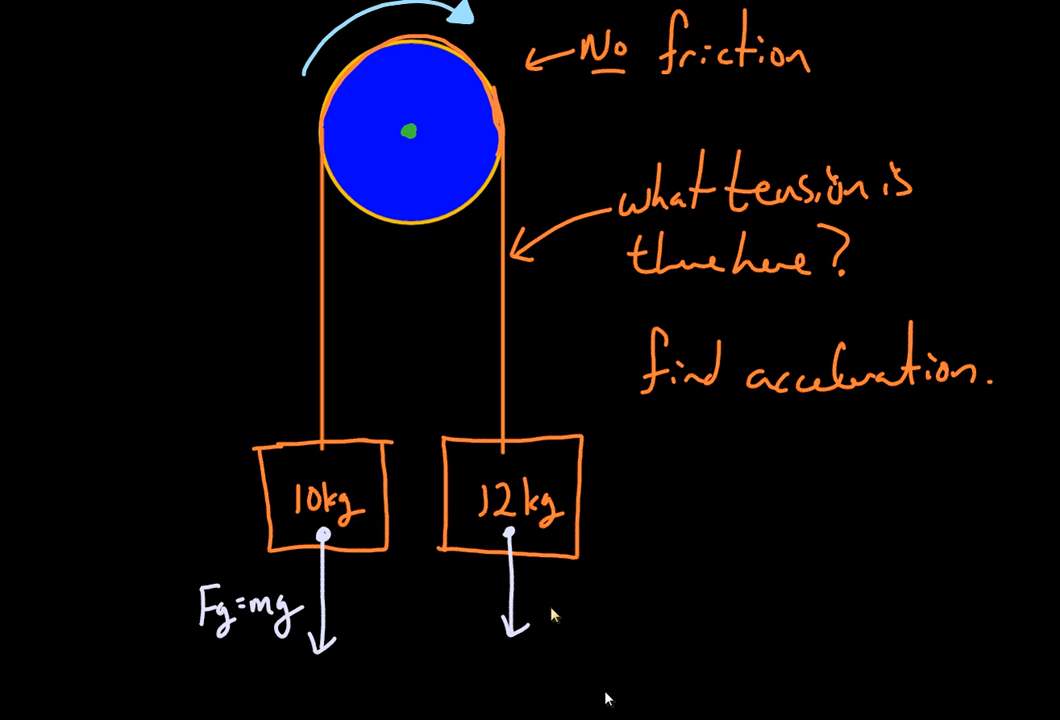 No friction
what tension is
there here?
find acceleration.
10kg
12kg
Fg=mg